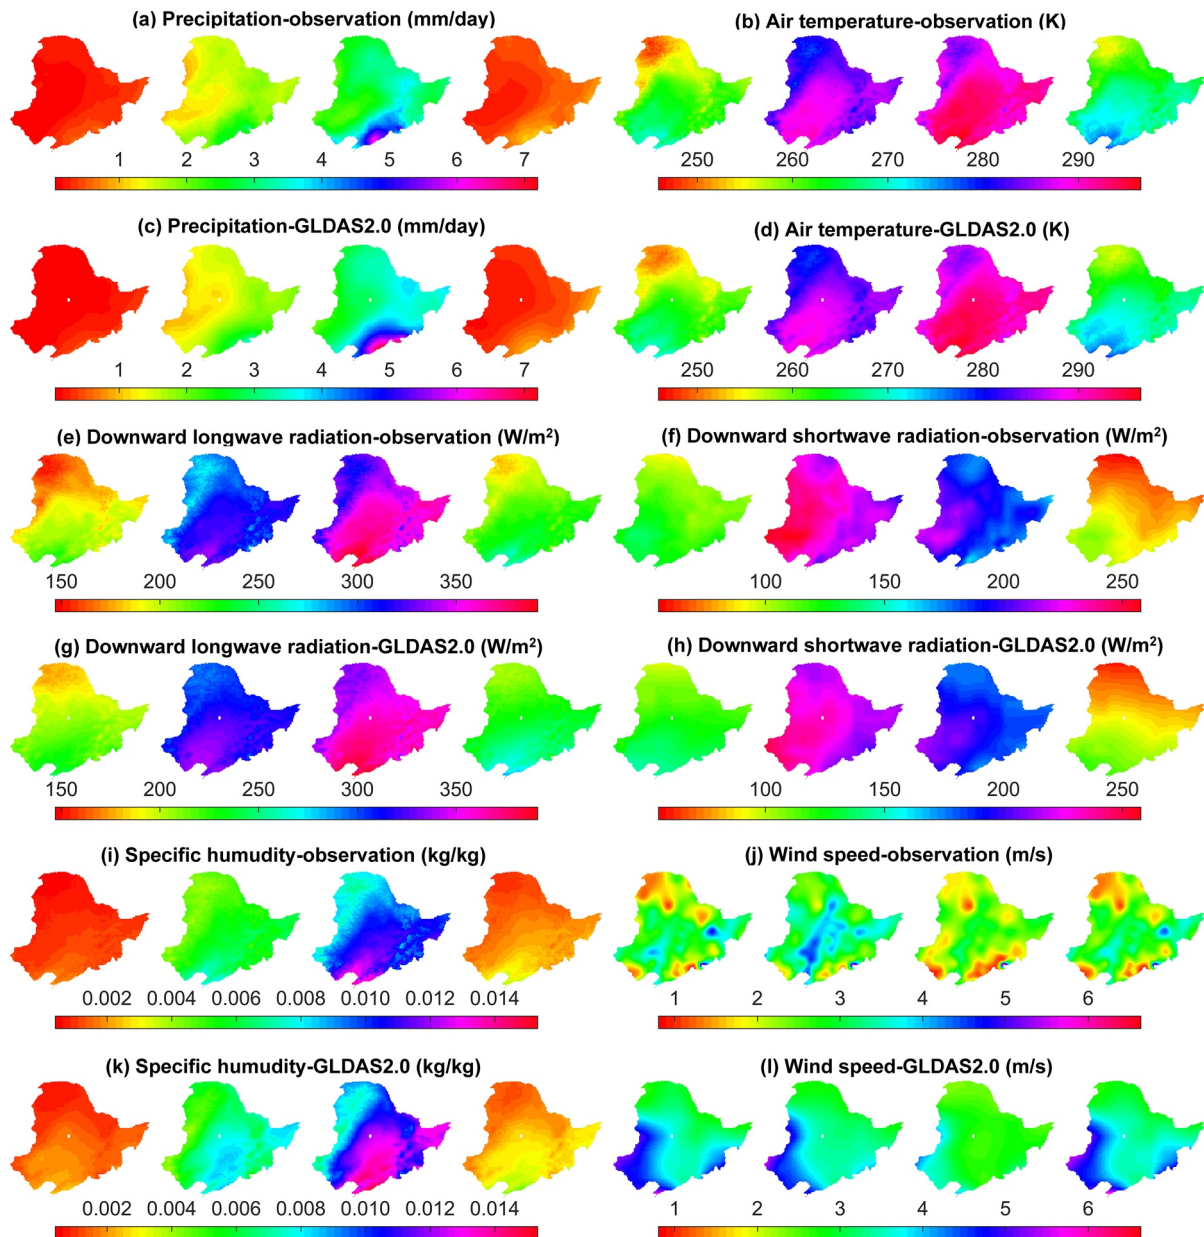 (a) Precipitation-observation (mm/day)
(b) Air temperature-observation (K)
1 2 3 4 5 6 7
250 260 270 280 290
(c) Precipitation-GLDAS2.0 (mm/day)
(d) Air temperature-GLDAS2.0 (K)
1 2 3 4 5 6 7
250 260 270 280 290
(e) Downward longwave radiation-observation (W/m²)
(f) Downward shortwave radiation-observation (W/m²)
150 200 250 300 350
100 150 200 250
(g) Downward longwave radiation-GLDAS2.0 (W/m²)
(h) Downward shortwave radiation-GLDAS2.0 (W/m²)
150 200 250 300 350
100 150 200 250
(i) Specific humudity-observation (kg/kg)
(j) Wind speed-observation (m/s)
0.002 0.004 0.006 0.008 0.010 0.012 0.014
1 2 3 4 5 6
(k) Specific humudity-GLDAS2.0 (kg/kg)
(l) Wind speed-GLDAS2.0 (m/s)
0.002 0.004 0.006 0.008 0.010 0.012 0.014
1 2 3 4 5 6